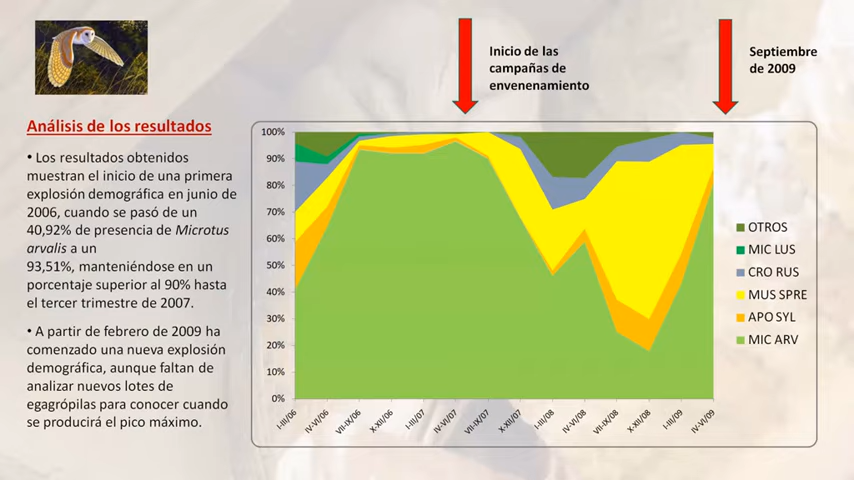 Inicio de las
campañas de
envenenamiento
Septiembre
de 2009
Análisis de los resultados
• Los resultados obtenidos
muestran el inicio de una primera
explosión demográfica en junio de
2006, cuando se pasó de un
40,92% de presencia de Microtus
arvalis a un
93,51%, manteniéndose en un
porcentaje superior al 90% hasta
el tercer trimestre de 2007.
• A partir de febrero de 2009 ha
comenzado una nueva explosión
demográfica, aunque faltan de
analizar nuevos lotes de
egagrópilas para conocer cuando
se producirá el pico máximo.
100%
90%
80%
70%
60%
50%
40%
30%
20%
10%
0%
I-III/06
IV-VI/06
VII-IX/06
X-XII/06
I-III/07
IV-VI/07
VII-IX/07
X-XII/07
I-III/08
IV-VI/08
VII-IX/08
X-XII/08
I-III/09
IV-VI/09
OTROS
MIC LUS
CRO RUS
MUS SPRE
APO SYL
MIC ARV